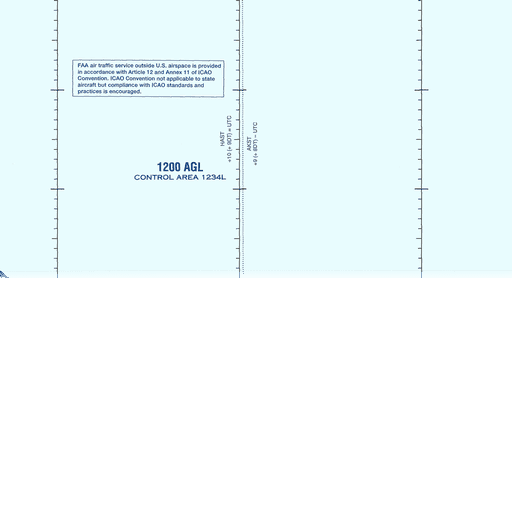 FAA air traffic service outside U.S. airspace is provided
in accordance with Article 12 and Annex 11 of ICAO
Convention. ICAO Convention not applicable to state
aircraft but compliance with ICAO standards and
practices is encouraged.
HAST
+10 (+ 9DT) = UTC
AKST
+9 (+ 8DT) = UTC
1200 AGL
CONTROL AREA 1234L